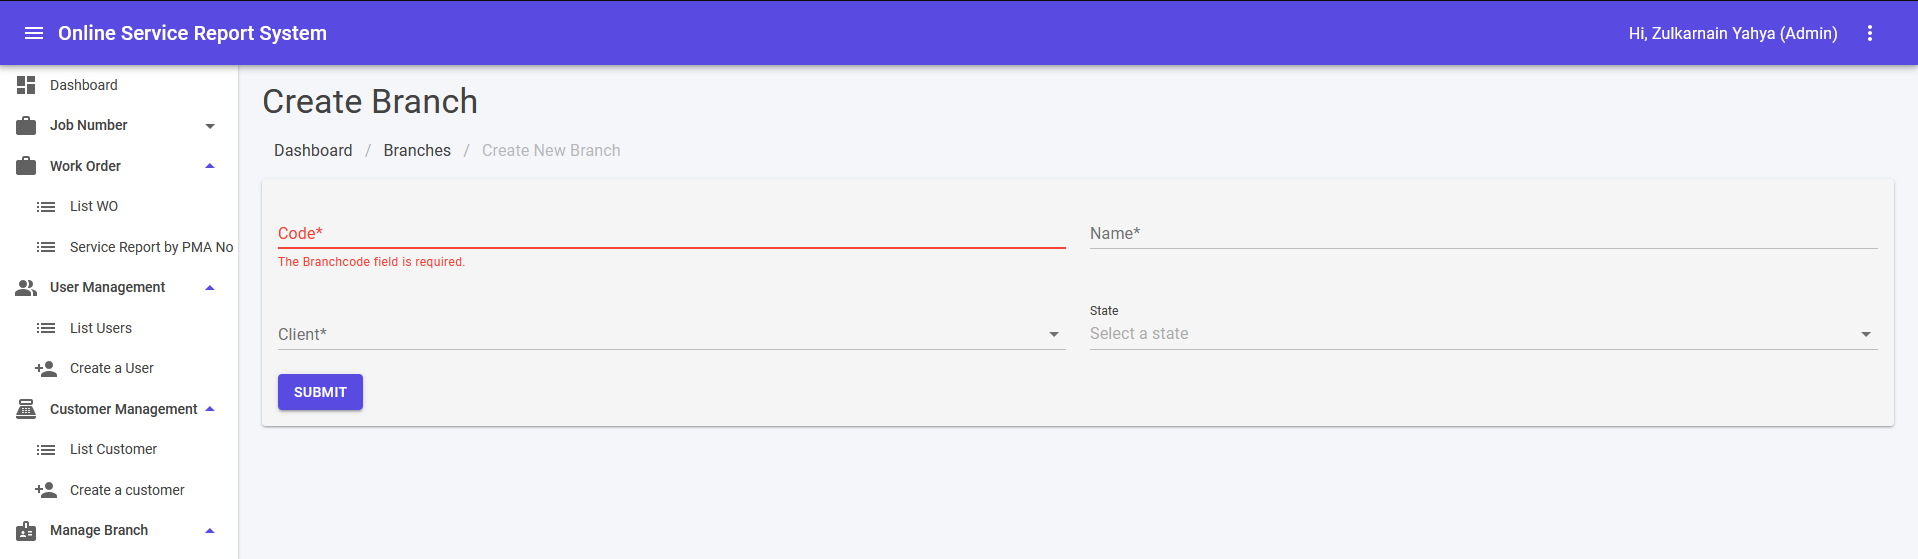 Online Service Report System
Hi, Zulkarnain Yahya (Admin)
Dashboard
Job Number
Work Order
List WO
Service Report by PMA No
User Management
List Users
Create a User
Customer Management
List Customer
Create a customer
Manage Branch
Create Branch
Dashboard / Branches / Create New Branch
Code*
The Branchcode field is required.
Name*
Client*
State
Select a state
SUBMIT